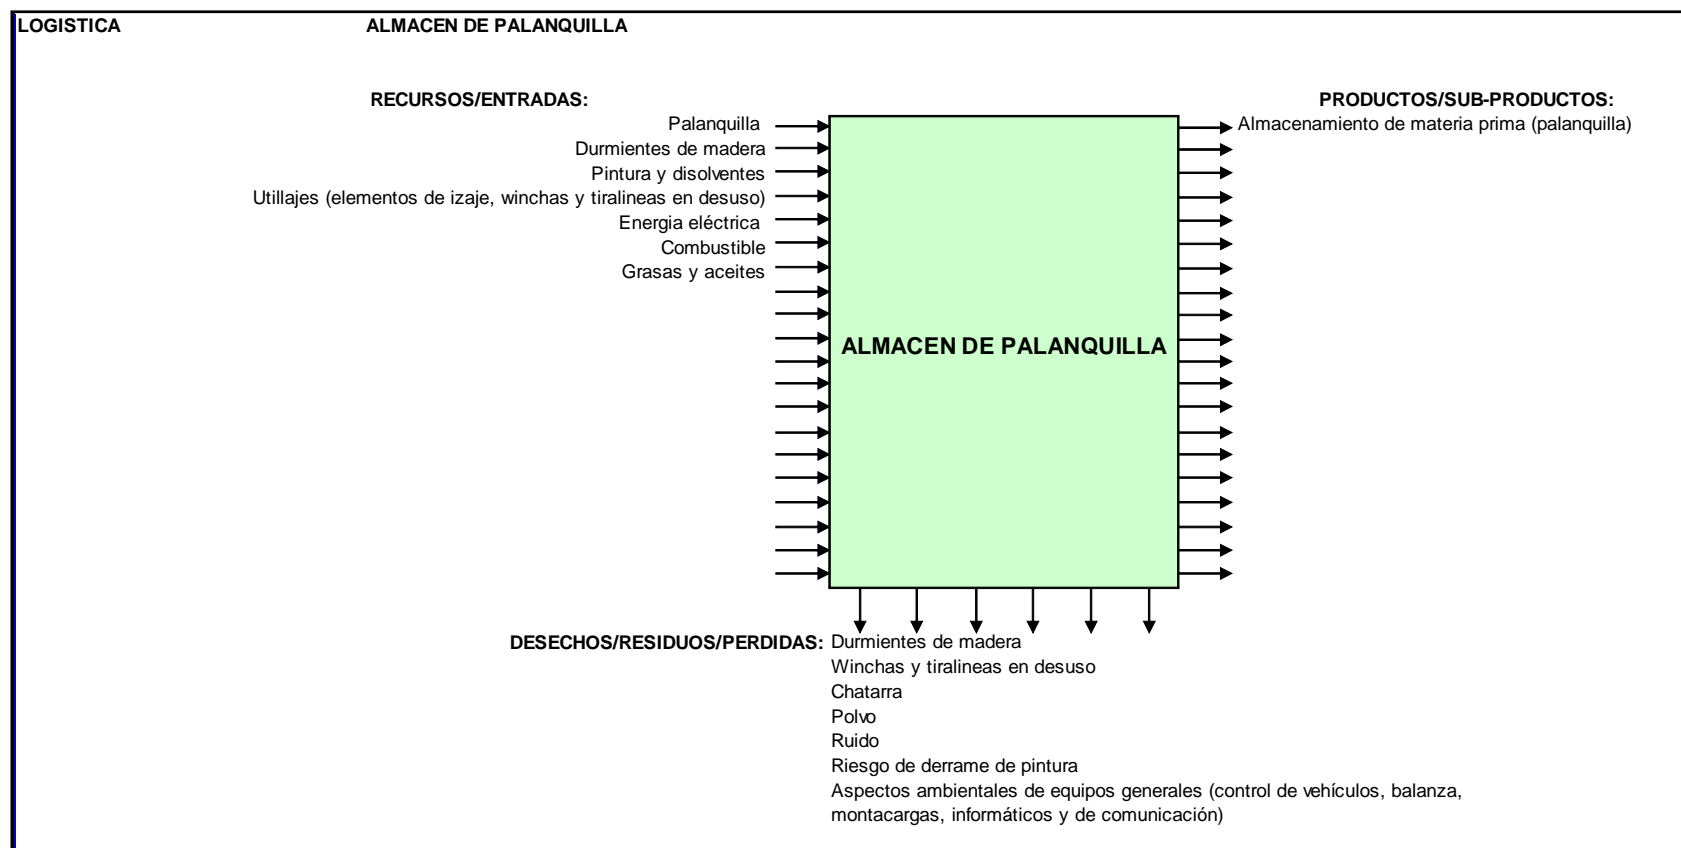 LOGISTICA
ALMACEN DE PALANQUILLA
RECURSOS/ENTRADAS:
Palanquilla
Durmientes de madera
Pintura y disolventes
Utillajes (elementos de izaje, winchas y tiralineas en desuso)
Energia eléctrica
Combustible
Grasas y aceites
ALMACEN DE PALANQUILLA
PRODUCTOS/SUB-PRODUCTOS:
Almacenamiento de materia prima (palanquilla)
DESECHOS/RESIDUOS/PERDIDAS:
Durmientes de madera
Winchas y tiralineas en desuso
Chatarra
Polvo
Ruido
Riesgo de derrame de pintura
Aspectos ambientales de equipos generales (control de vehículos, balanza,
montacargas, informáticos y de comunicación)